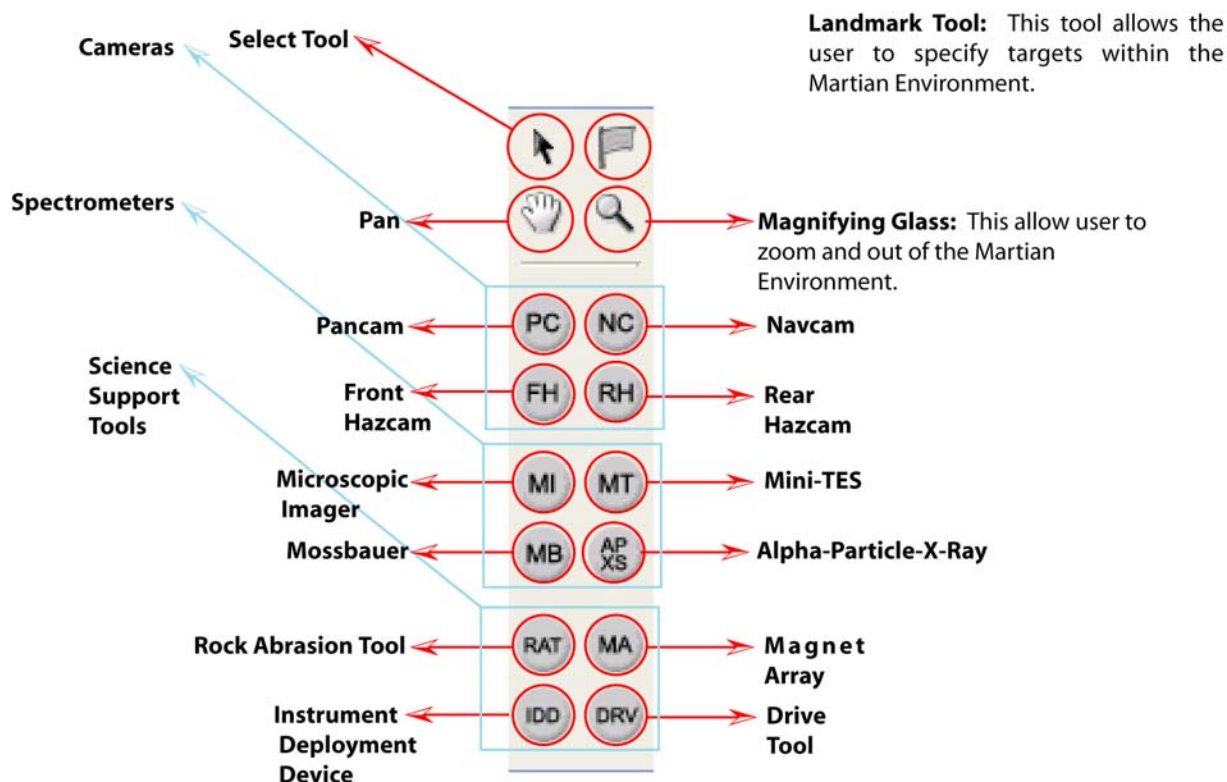 Landmark Tool: This tool allows the
user to specify targets within the
Martian Environment.
Cameras
Select Tool
Spectrometers
Pan
Magnifying Glass: This allow user to
zoom and out of the Martian
Environment.
PC
NC
Pancam
Navcam
Science
Support
Tools
FH
RH
Front
Hazcam
Rear
Hazcam
MI
MT
Microscopic
Imager
Mini-TES
MB
AP
XS
Mossbauer
Alpha-Particle-X-Ray
RAT
MA
Rock Abrasion Tool
Magnet
Array
IDD
DRV
Instrument
Deployment
Device
Drive
Tool